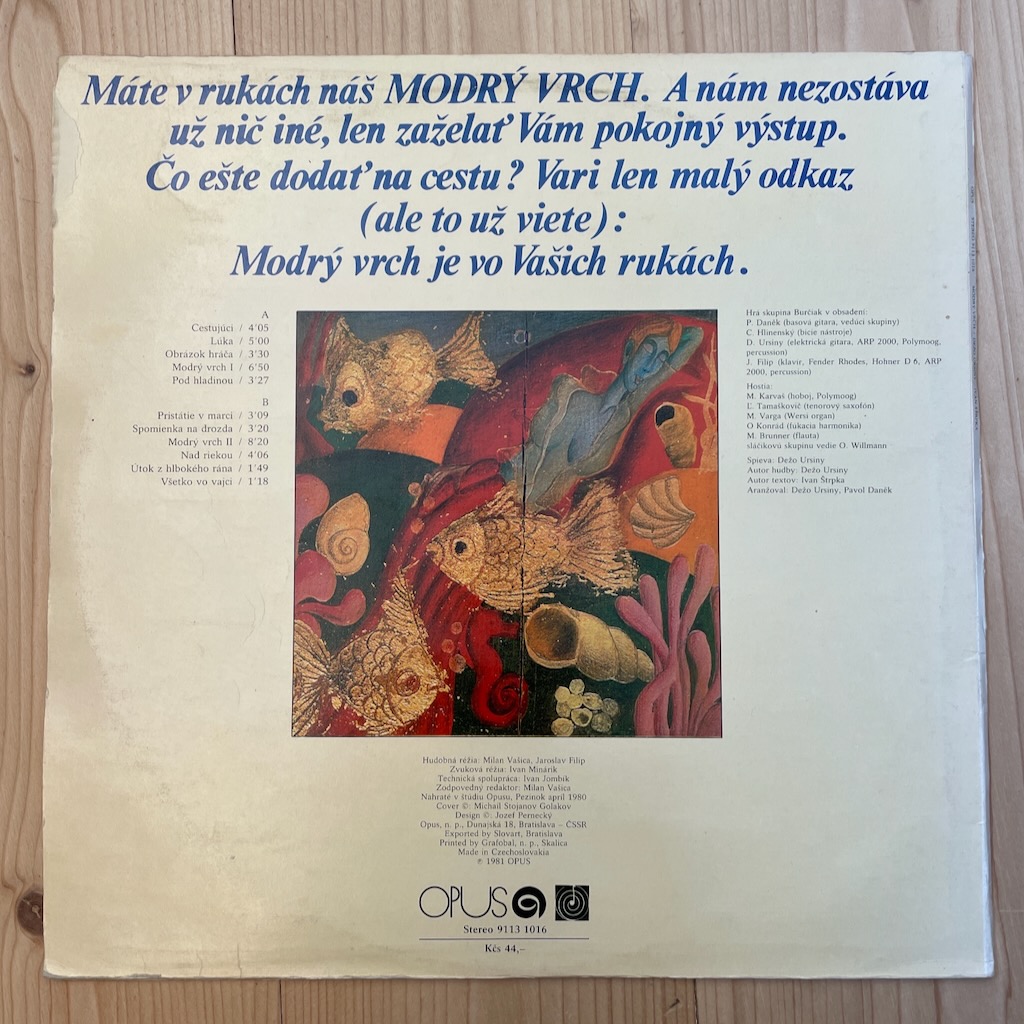 Máte v rukách náš MODRÝ VRCH. A nám nezostáva
už nič iné, len zaželať Vám pokojný výstup.
Čo ešte dodať na cestu? Vari len malý odkaz
(ale to už viete):
Modrý vrch je vo Vašich rukách.
A
Cestujúci / 4'05
Lúka / 5'00
Obrázok hráča / 3'30
Modrý vrch I / 6'50
Pod hladinou / 3'27
B
Pristátie v marci / 3'09
Spomienka na drozda / 3'20
Modrý vrch II / 8'20
Nad riekou / 4'06
Útok z hlbokého rána / 1'49
Všetko vo vajci / 1'18
Hrá skupina Burčiak v obsadení:
P. Daněk (basová gitara, vedúci skupiny)
C. Hlinenský (bicie nástroje)
D. Ursiny (elektrická gitara, ARP 2000, Polymoog,
percussion)
J. Filip (klavír, Fender Rhodes, Hohner D 6, ARP
2000, percussion)
Hostia:
M. Karvaš (hoboj, Polymoog)
Ľ. Tamaškovič (tenorový saxofón)
M. Varga (Wersi organ)
O Konrád (fúkacia harmonika)
M. Brunner (flauta)
sláčikovú skupinu vedie O. Willmann
Spieva: Dežo Ursiny
Autor hudby: Dežo Ursiny
Autor textov: Ivan Štrpka
Aranžoval: Dežo Ursiny, Pavol Daněk
Hudobná réžia: Milan Vašica, Jaroslav Filip
Zvuková réžia: Ivan Minárik
Technická spolupráca: Ivan Jombík
Zodpovedný redaktor: Milan Vašica
Nahraté v štúdiu Opusu, Pezinok apríl 1980
Cover ©: Michail Stojanov Golakov
Design ©: Jozef Pernecký
Opus, n. p., Dunajská 18, Bratislava – ČSSR
Exported by Slovart, Bratislava
Printed by Grafobal, n. p., Skalica
Made in Czechoslovakia
℗ 1981 OPUS
OPUS
Stereo 9113 1016
Kčs 44,–